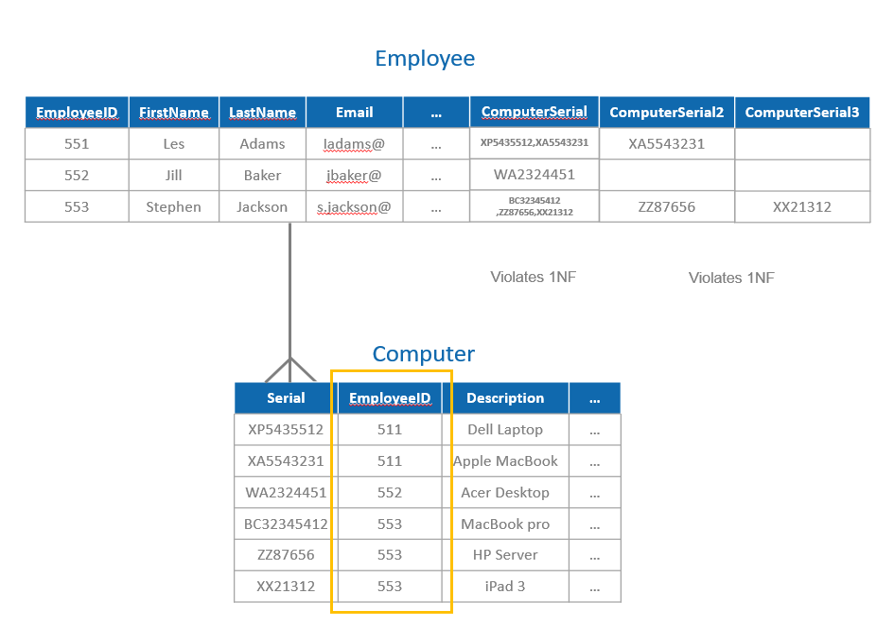 Employee
EmployeeID FirstName LastName Email ... ComputerSerial ComputerSerial2 ComputerSerial3
551 Les Adams Iadams@ ... XP5435512,XA5543231 XA5543231
552 Jill Baker jbaker@ ... WA2324451
553 Stephen Jackson s.jackson@ ... BC32345412
,ZZ87656,XX21312 ZZ87656 XX21312
Violates 1NF Violates 1NF
Computer
Serial EmployeeID Description ...
XP5435512 511 Dell Laptop ...
XA5543231 511 Apple MacBook ...
WA2324451 552 Acer Desktop ...
BC32345412 553 MacBook pro ...
ZZ87656 553 HP Server ...
XX21312 553 iPad 3 ...